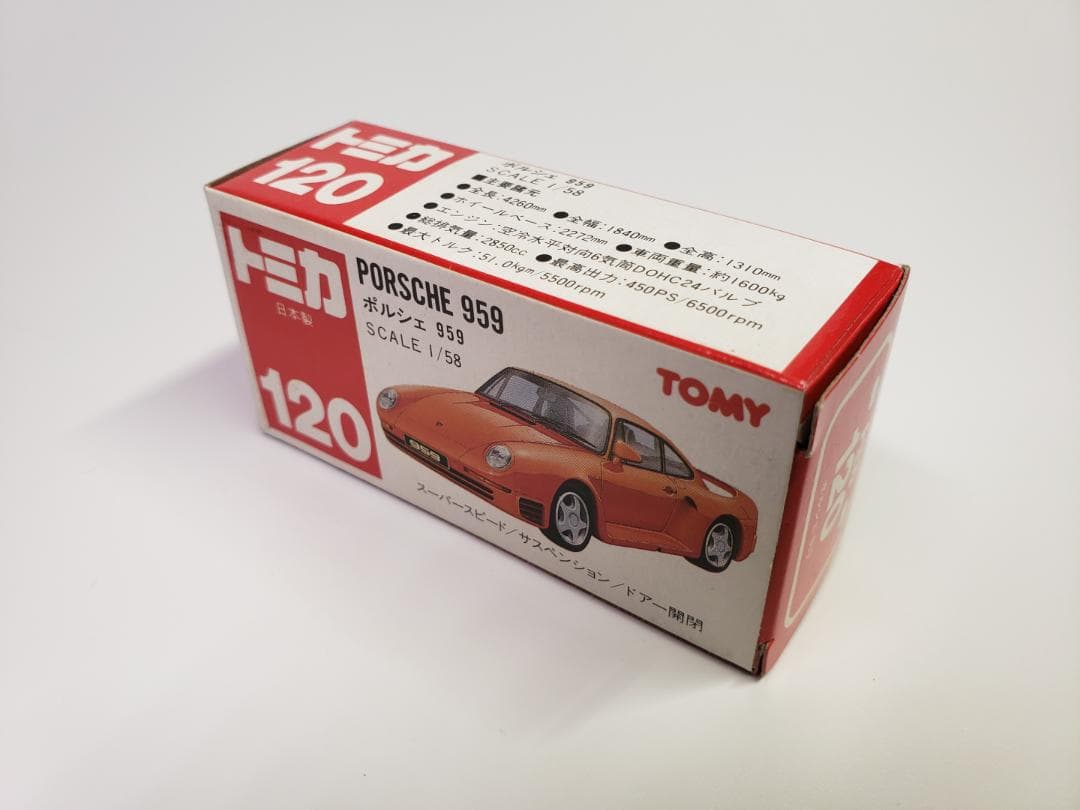 トミカ
120
ポルシェ 959
SCALE 1/58
■主要諸元
●全長:4260mm ●全幅:1840mm ●全高:1310mm
●ホイールベース:2272mm ●車両重量:約1600kg
●エンジン:空冷水平対向6気筒DOHC24バルブ
●総排気量:2850cc ●最高出力:450PS/6500rpm
●最大トルク:51.0kgm/5500rpm
トミカ
日本製
120
PORSCHE 959
ポルシェ 959
SCALE 1/58
TOMY
959
スーパースピード/サスペンション/ドアー開閉